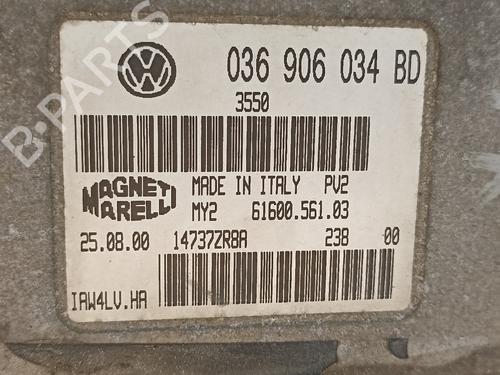 036 906 034 BD
3550
MAGNETI MARELLI
MADE IN ITALY PV2
MY2 61600.561.03
25.08.00 14737ZR8A 238 00
IAW4LV.HA
B-PARTS